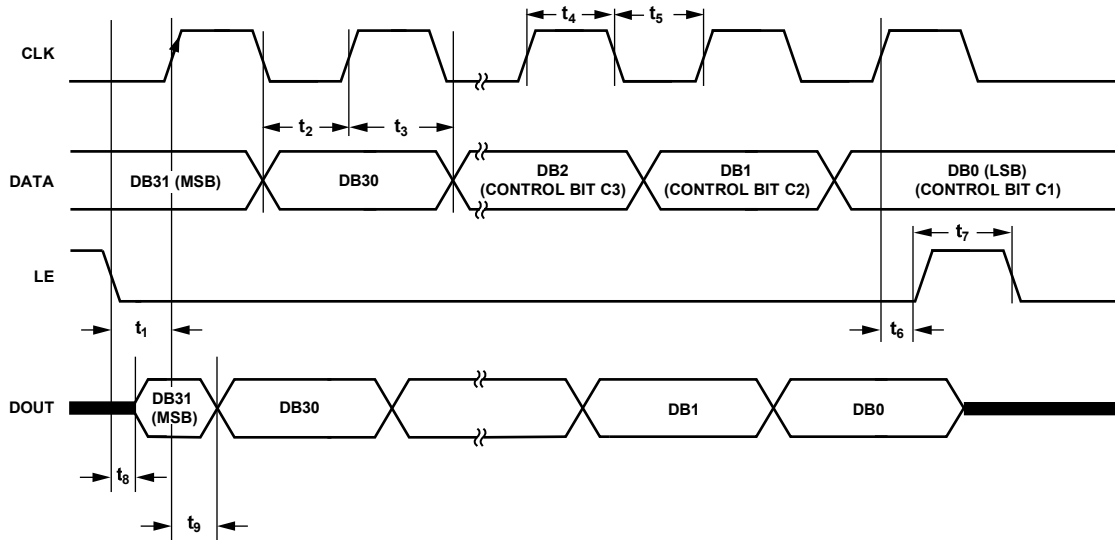 t4
t5
CLK
t2
t3
DATA
DB31 (MSB)
DB30
DB2
(CONTROL BIT C3)
DB1
(CONTROL BIT C2)
DB0 (LSB)
(CONTROL BIT C1)
t7
LE
t1
t6
DOUT
DB31
(MSB)
DB30
DB1
DB0
t8
t9